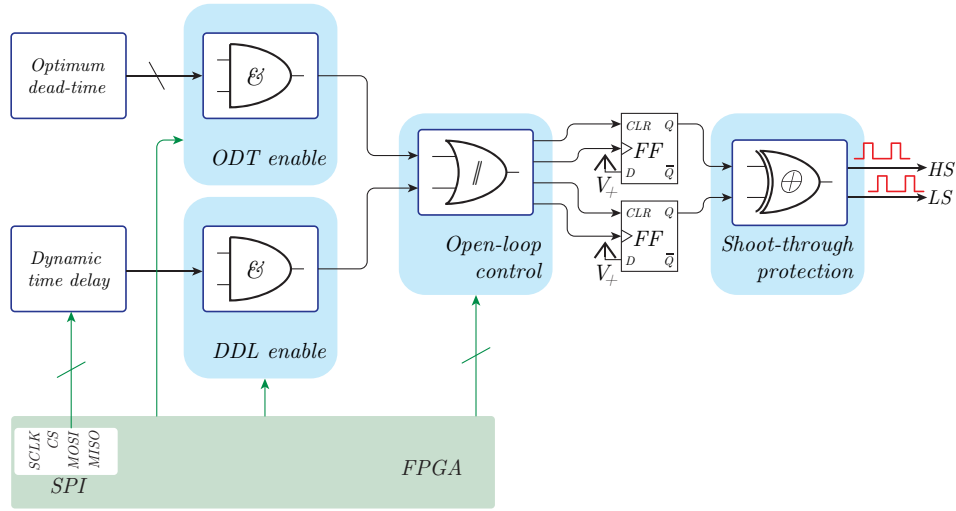 Optimum
dead-time
&
ODT enable
Dynamic
time delay
&
DDL enable
//
Open-loop
control
CLR Q
FF
D Q̅
V+
CLR Q
FF
D Q̅
V+
⊕
Shoot-through
protection
HS
LS
SCLK
CS
MOSI
MISO
SPI
FPGA